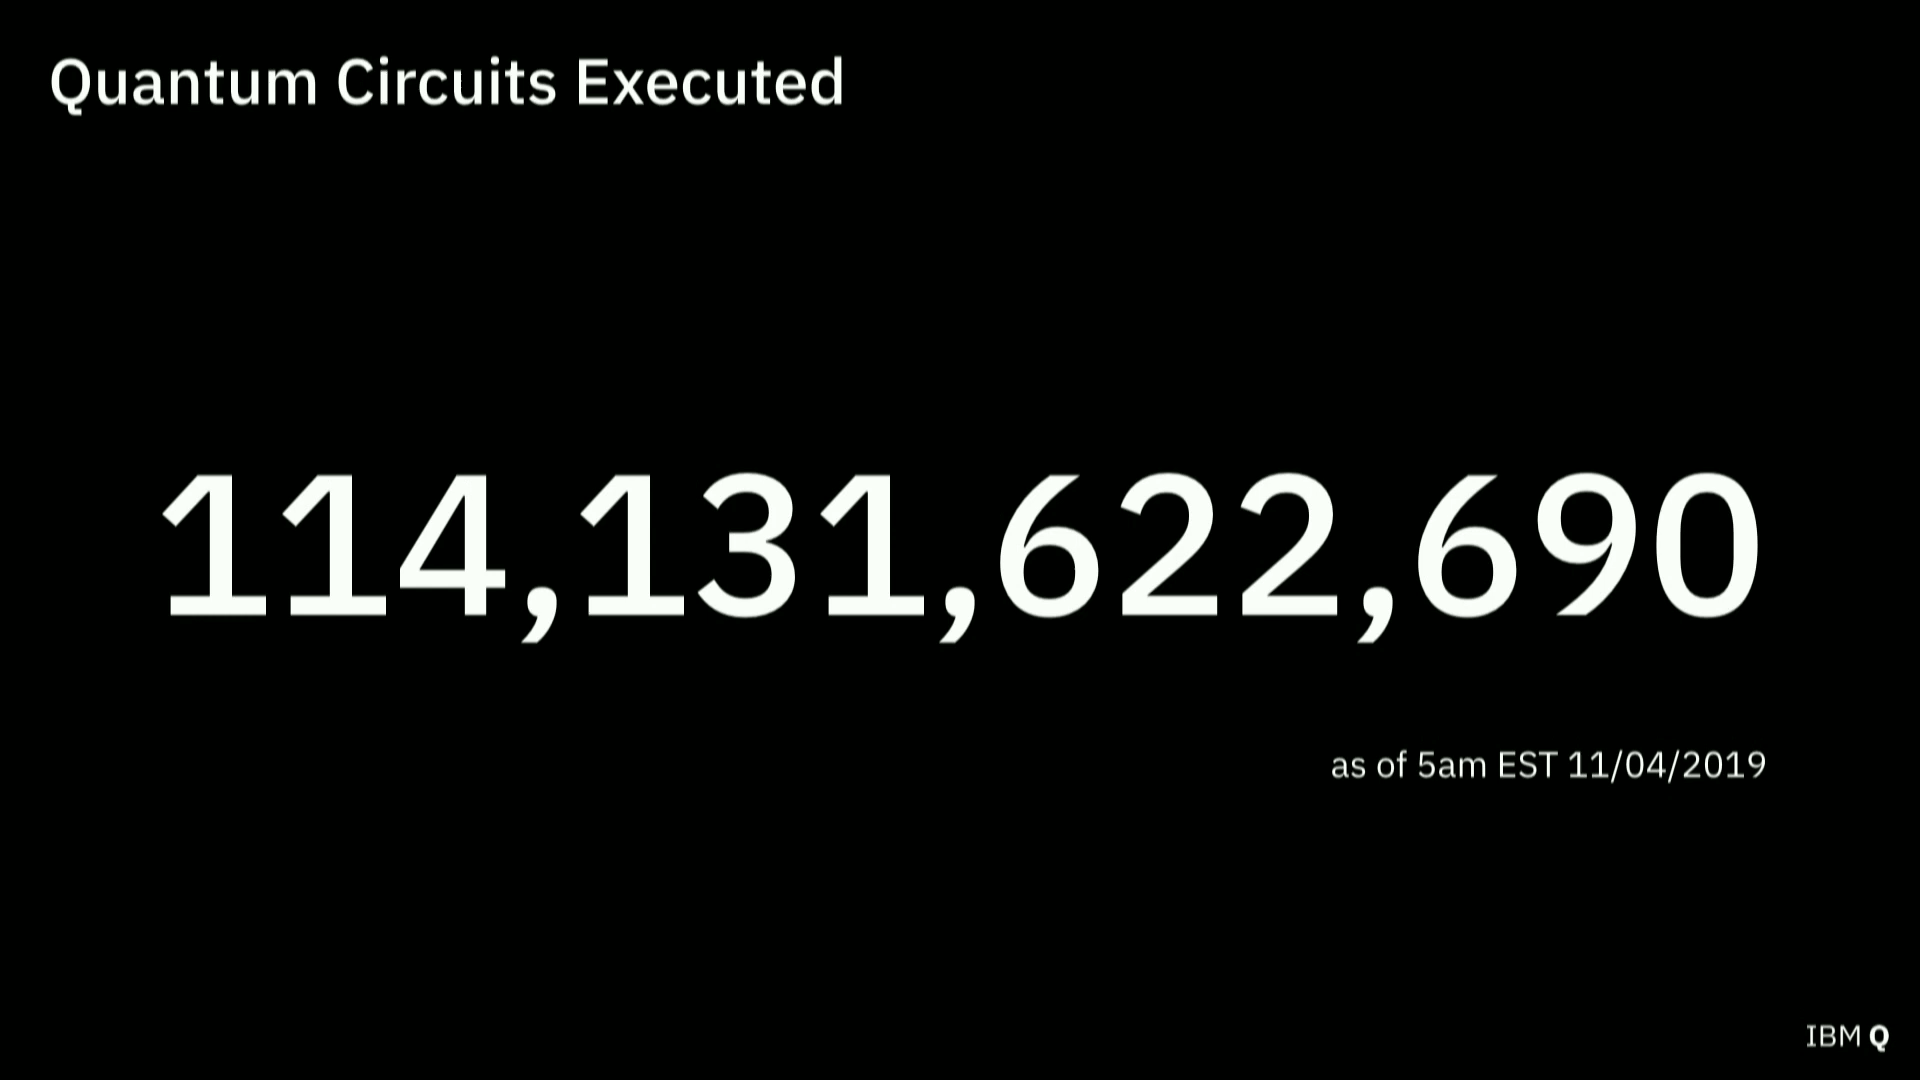 Quantum Circuits Executed
114,131,622,690
as of 5am EST 11/04/2019
IBM Q